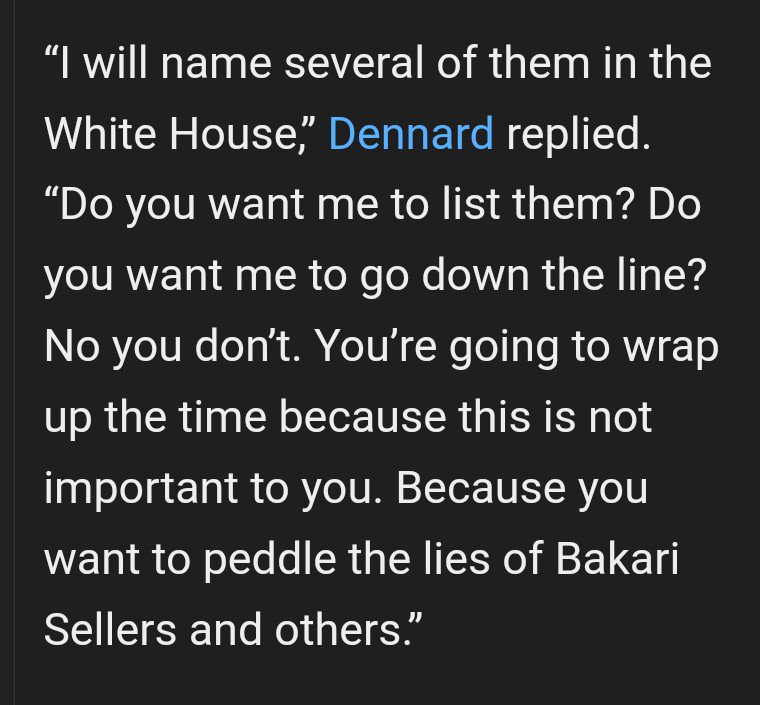 “I will name several of them in the
White House,” Dennard replied.
“Do you want me to list them? Do
you want me to go down the line?
No you don’t. You’re going to wrap
up the time because this is not
important to you. Because you
want to peddle the lies of Bakari
Sellers and others.”